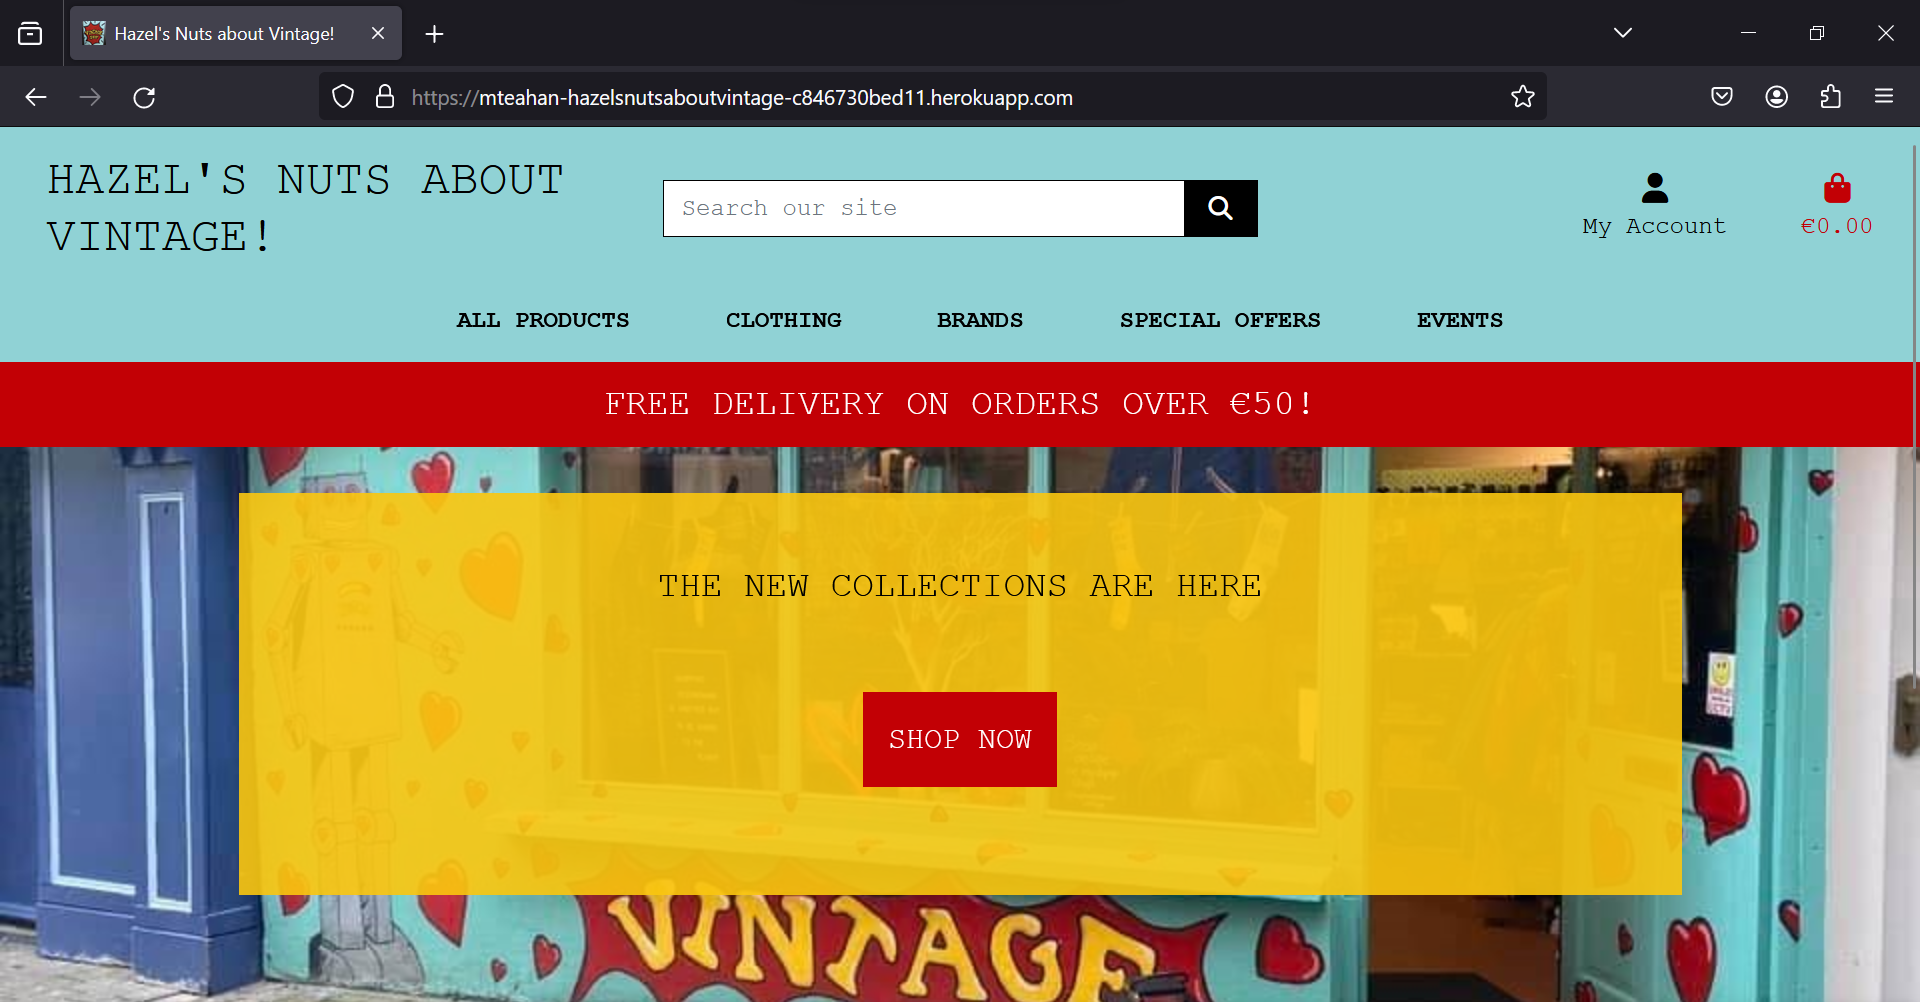 Hazel's Nuts about Vintage!
https://mteahan-hazelsnutsaboutvintage-c846730bed11.herokuapp.com
HAZEL'S NUTS ABOUT
VINTAGE!
Search our site
My Account
€0.00
ALL PRODUCTS
CLOTHING
BRANDS
SPECIAL OFFERS
EVENTS
FREE DELIVERY ON ORDERS OVER €50!
THE NEW COLLECTIONS ARE HERE
SHOP NOW
VINTAGE